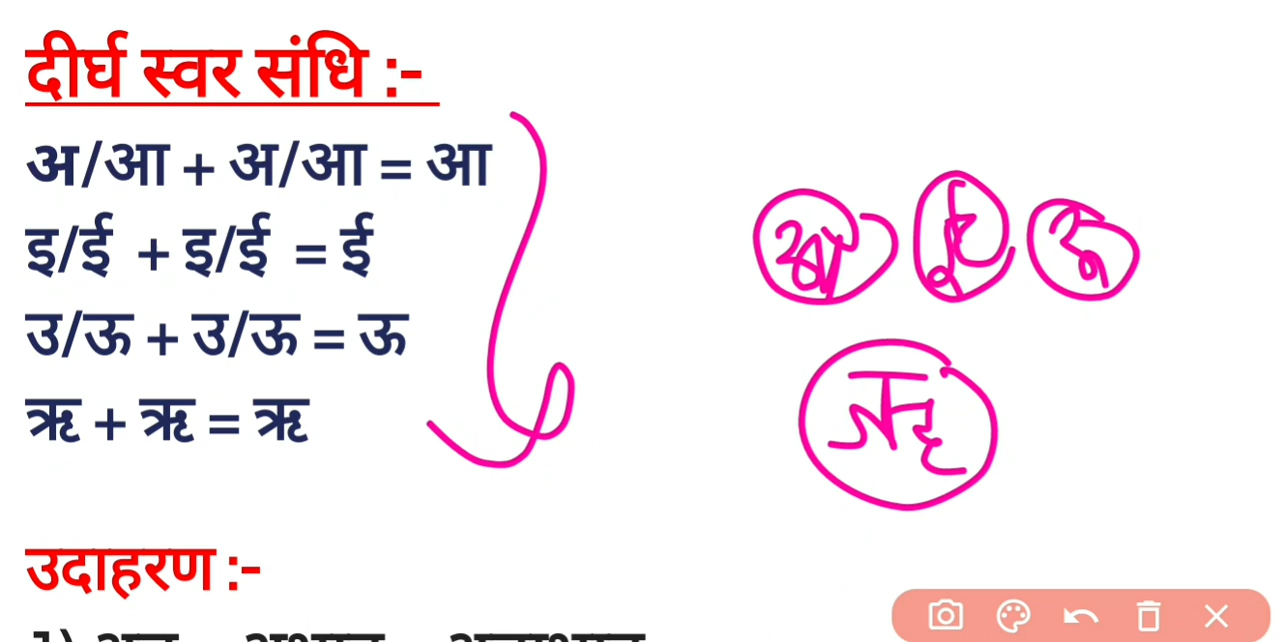 दीर्घ स्वर संधि :-
अ/आ + अ/आ = आ
इ/ई + इ/ई = ई
उ/ऊ + उ/ऊ = ऊ
ऋ + ऋ = ऋ
ई
ऋ
उदाहरण :-